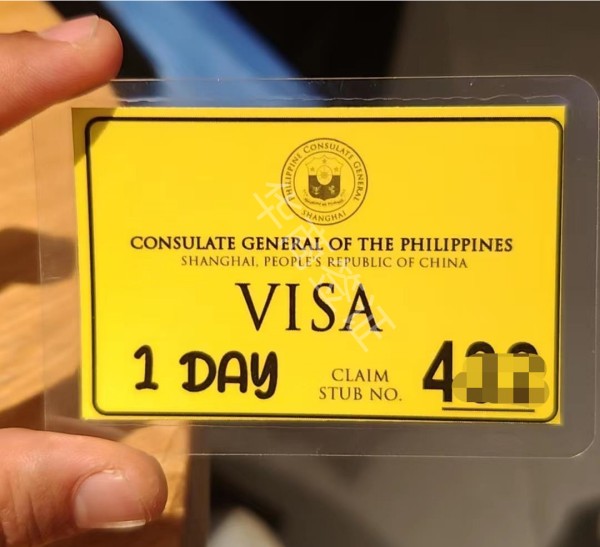 PHILIPPINE CONSULATE GENERAL
SHANGHAI
CONSULATE GENERAL OF THE PHILIPPINES
SHANGHAI, PEOPLE'S REPUBLIC OF CHINA
VISA
1 DAY
CLAIM
STUB NO.
4